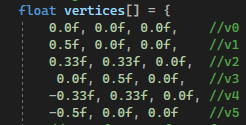 float vertices[] = {
0.0f, 0.0f, 0.0f,    //v0
0.5f, 0.0f, 0.0f,    //v1
0.33f, 0.33f, 0.0f,    //v2
0.0f, 0.5f, 0.0f,    //v3
-0.33f, 0.33f, 0.0f,    //v4
-0.5f, 0.0f, 0.0f    //v5